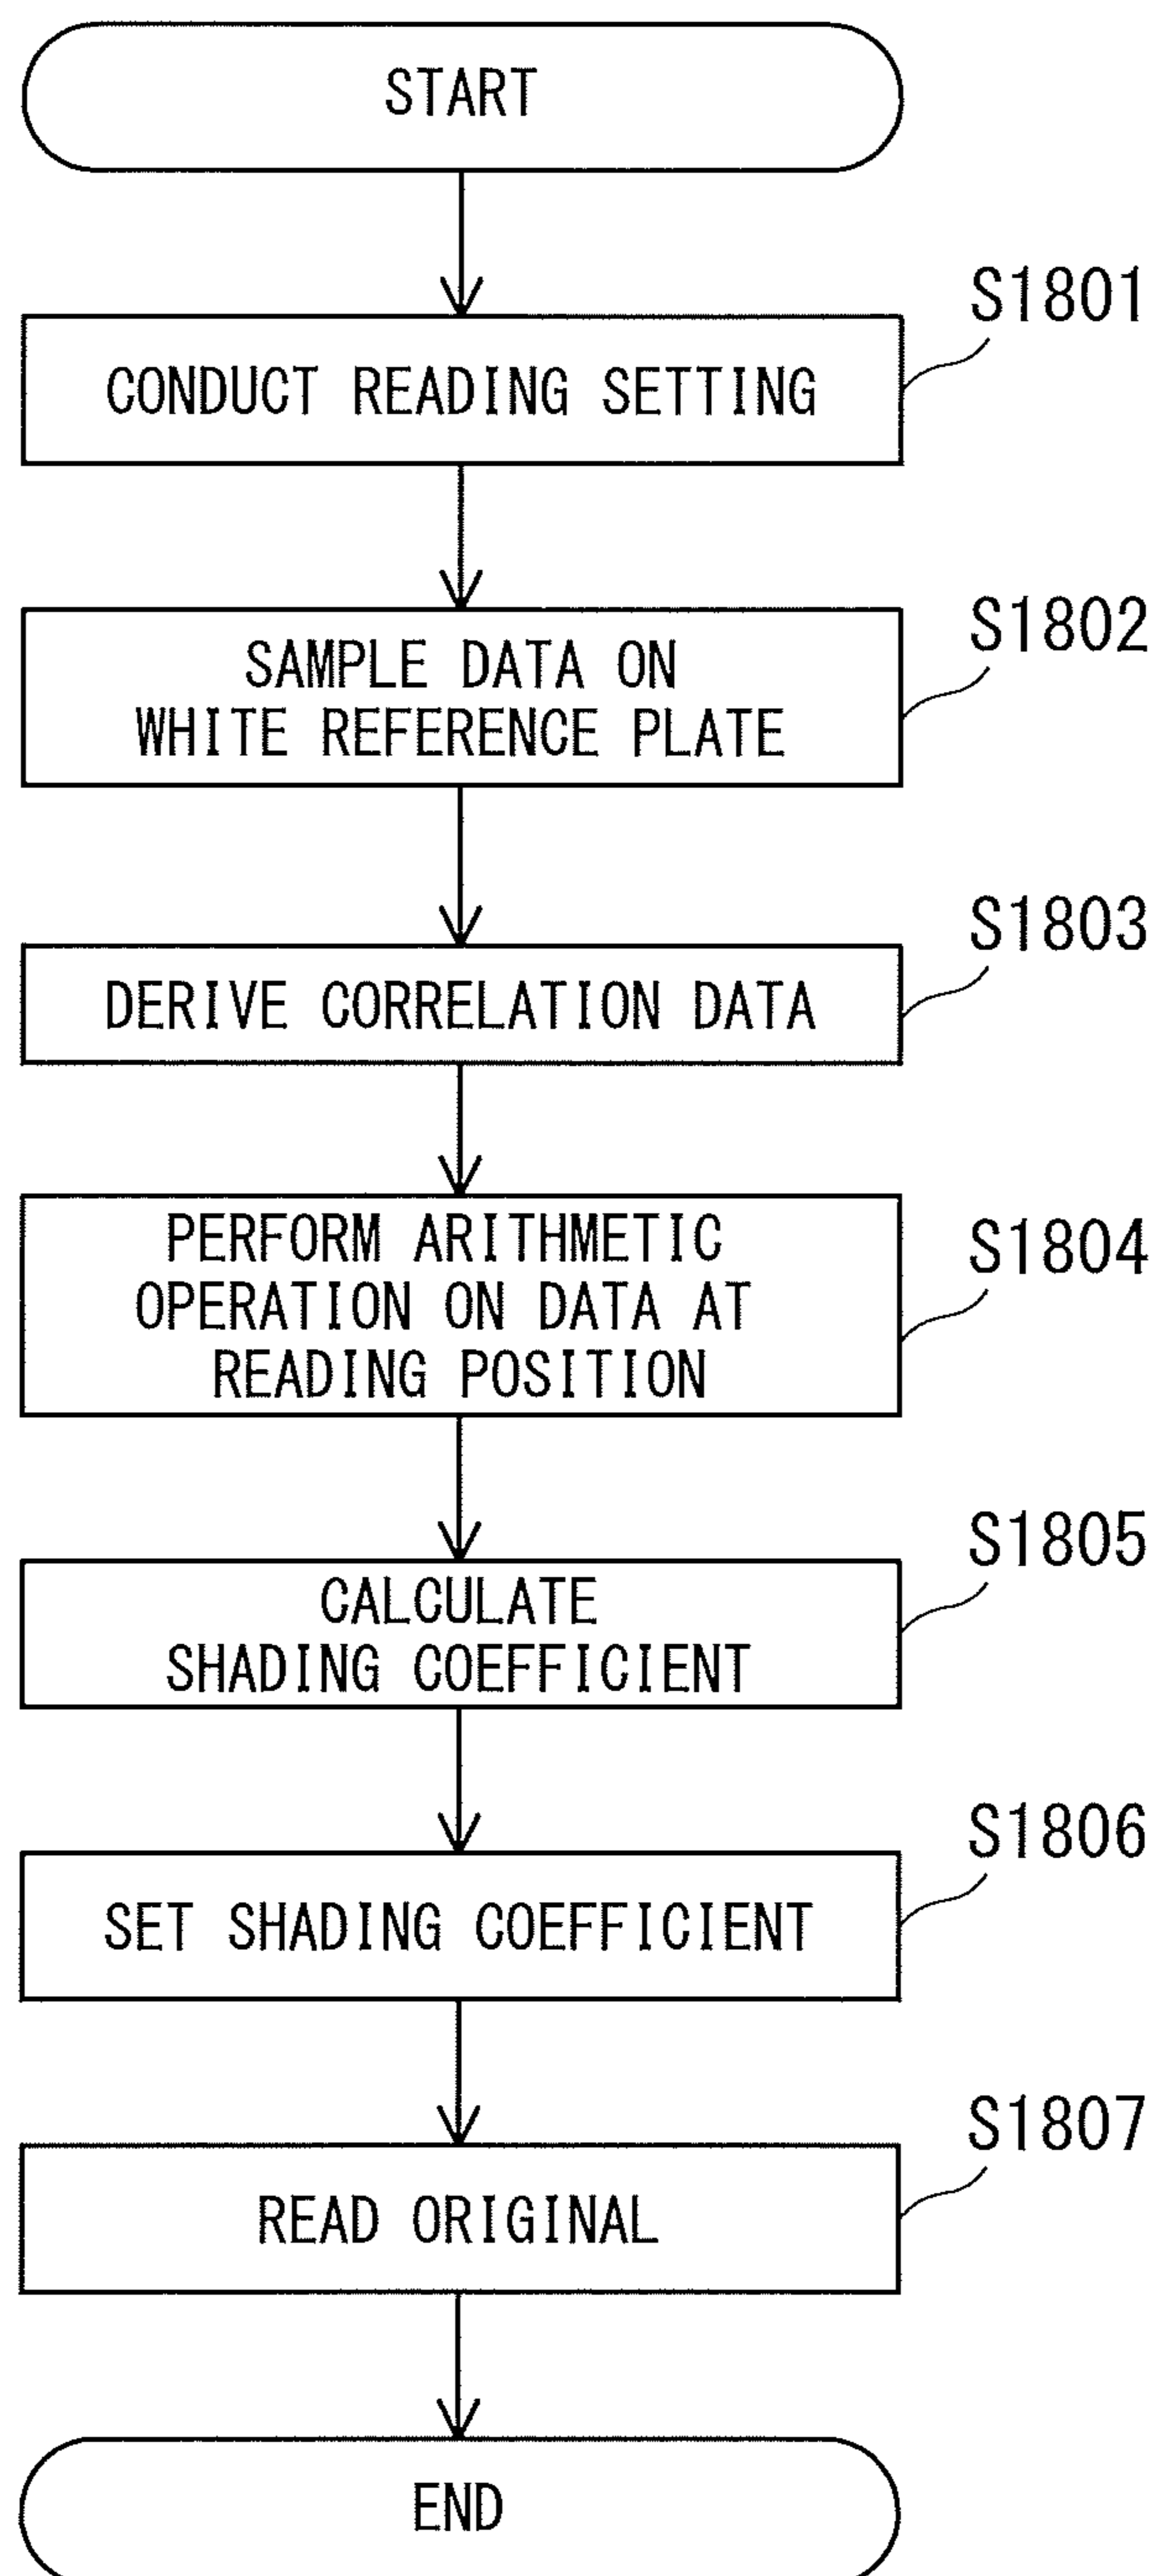 START
S1801
CONDUCT READING SETTING
S1802
SAMPLE DATA ON
WHITE REFERENCE PLATE
S1803
DERIVE CORRELATION DATA
S1804
PERFORM ARITHMETIC
OPERATION ON DATA AT
READING POSITION
S1805
CALCULATE
SHADING COEFFICIENT
S1806
SET SHADING COEFFICIENT
S1807
READ ORIGINAL
END